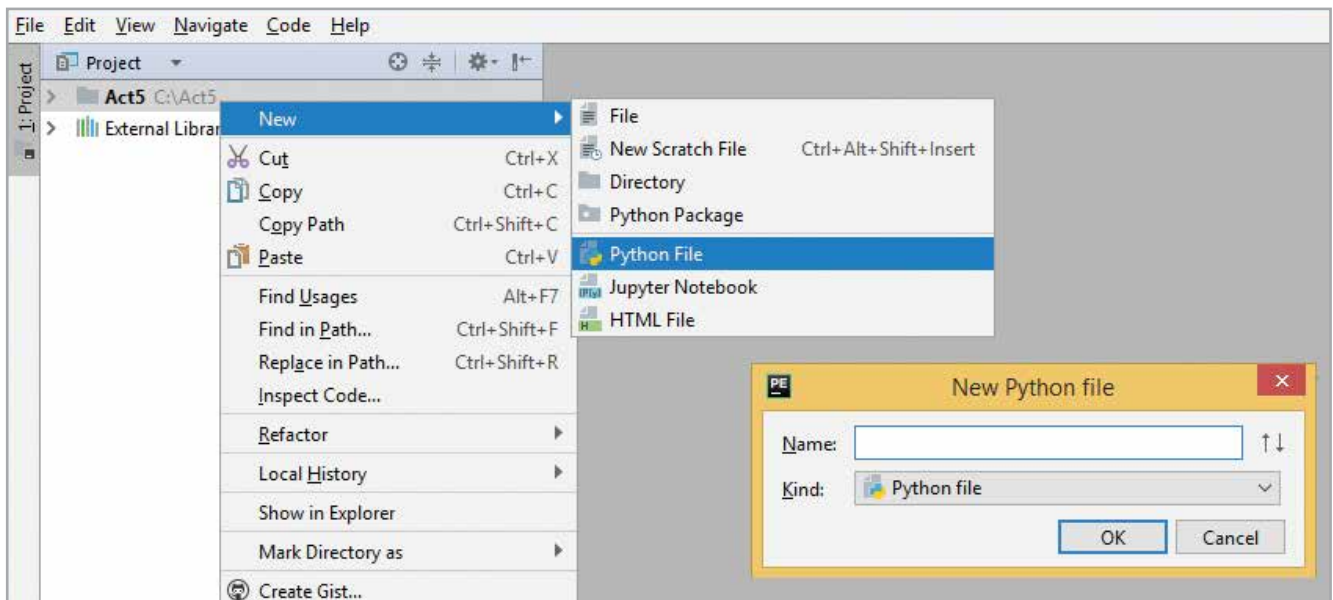 File Edit View Navigate Code Help
1: Project
Project
Act5 C:\Act5
External Librar
New
Cut Ctrl+X
Copy Ctrl+C
Copy Path Ctrl+Shift+C
Paste Ctrl+V
Find Usages Alt+F7
Find in Path... Ctrl+Shift+F
Replace in Path... Ctrl+Shift+R
Inspect Code...
Refactor
Local History
Show in Explorer
Mark Directory as
Create Gist...
File
New Scratch File Ctrl+Alt+Shift+Insert
Directory
Python Package
Python File
Jupyter Notebook
HTML File
PE
New Python file
Name:
Kind: Python file
OK Cancel